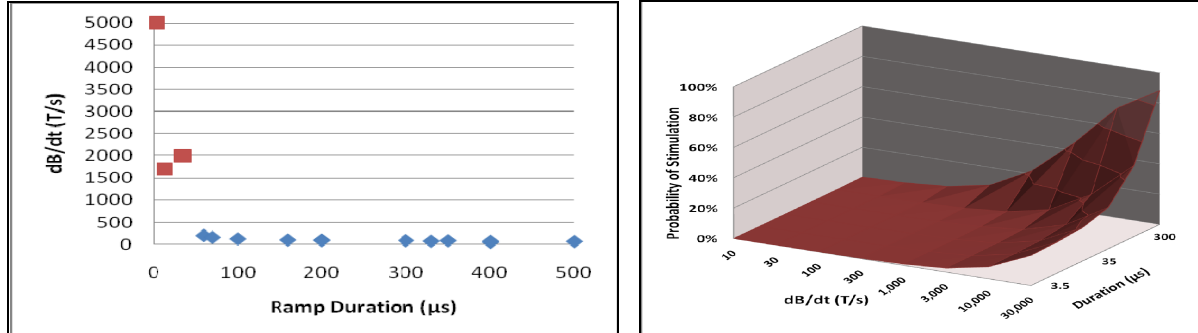 dB/dt (T/s)
5000
4500
4000
3500
3000
2500
2000
1500
1000
500
0
0 100 200 300 400 500
Ramp Duration (µs)
Probability of Stimulation
100%
80%
60%
40%
20%
0%
10 30 100 300 1,000 3,000 10,000 30,000
dB/dt (T/s)
3.5 35 300
Duration (µs)